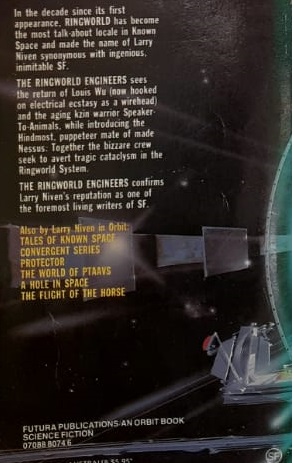 In the decade since its first
appearance, RINGWORLD has become
the most talk-about locale in Known
Space and made the name of Larry
Niven synonymous with ingenious,
inimitable SF.
THE RINGWORLD ENGINEERS sees
the return of Louis Wu (now hooked
on electrical ecstasy as a wirehead)
and the aging kzin warrior Speaker-
To-Animals, while introducing the
Hindmost, puppeteer mate of made
Nessus. Together the bizzare crew
seek to avert tragic cataclysm in the
Ringworld System.
THE RINGWORLD ENGINEERS confirms
Larry Niven's reputation as one of
the foremost living writers of SF.
Also by Larry Niven in Orbit:
TALES OF KNOWN SPACE
CONVERGENT SERIES
PROTECTOR
THE WORLD OF PTAAVS
A HOLE IN SPACE
THE FLIGHT OF THE HORSE
FUTURA PUBLICATIONS/AN ORBIT BOOK
SCIENCE FICTION
0 7088 8074 6
AUSTRALIA $5.95*
SF